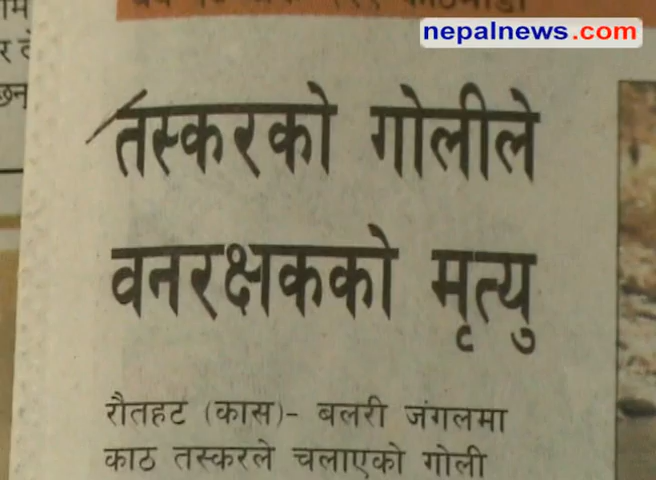 nepalnews.com
तस्करको गोलीले
वनरक्षकको मृत्यु
रौतहट (कास)- बलरी जंगलमा
काठ तस्करले चलाएको गोली